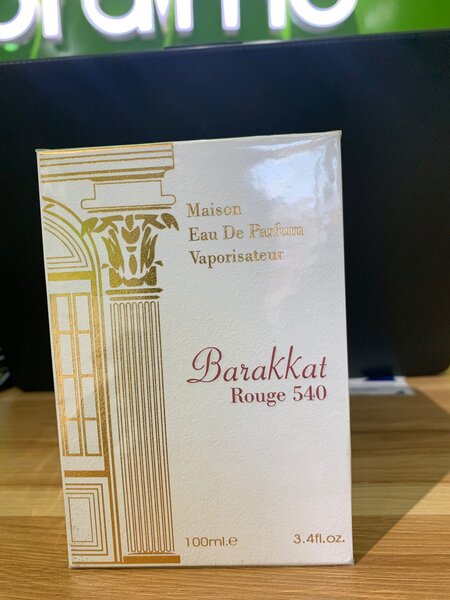 Maison
Eau De Parfum
Vaporisateur
Barakkat
Rouge 540
100ml.e 3.4fl.oz.